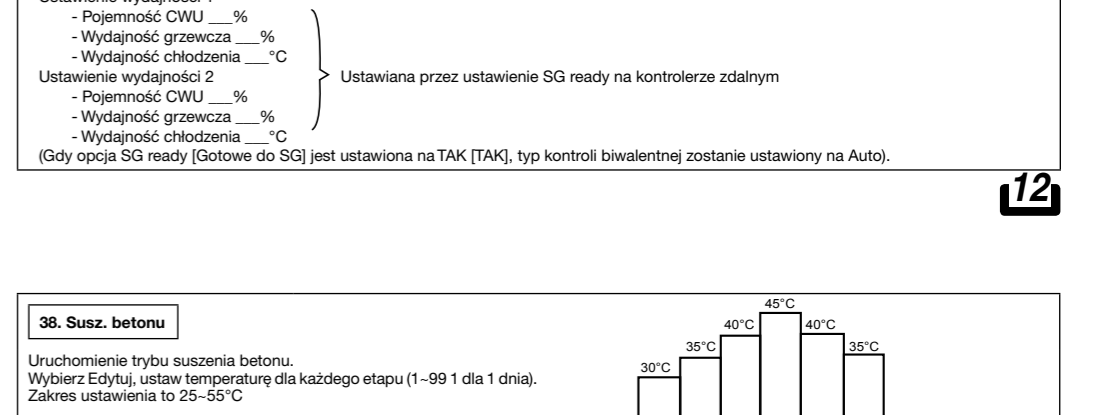 - Pojemność CWU ___%
- Wydajność grzewcza ___%
- Wydajność chłodzenia ___°C
Ustawienie wydajności 2
- Pojemność CWU ___%
- Wydajność grzewcza ___%
- Wydajność chłodzenia ___°C
Ustawiana przez ustawienie SG ready na kontrolerze zdalnym
(Gdy opcja SG ready [Gotowe do SG] jest ustawiona na TAK [TAK], typ kontroli biwalentnej zostanie ustawiony na Auto).
12
38. Susz. betonu
Uruchomienie trybu suszenia betonu.
Wybierz Edytuj, ustaw temperaturę dla każdego etapu (1~99 1 dla 1 dnia).
Zakres ustawienia to 25~55°C
30°C
35°C
40°C
45°C
40°C
35°C